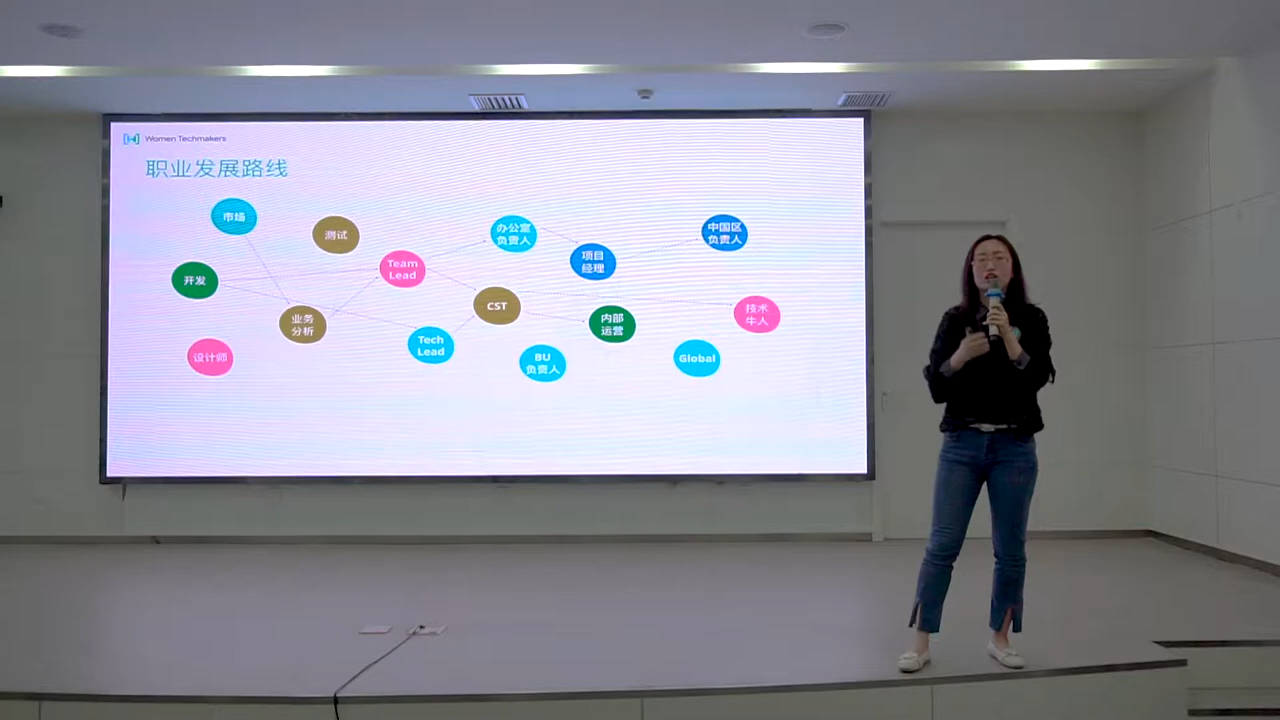 Women Techmakers
职业发展路线
市场
测试
办公室
负责人
中国区
负责人
Team
Lead
项目
经理
开发
CST
技术
牛人
业务
分析
内部
运营
Tech
Lead
设计师
BU
负责人
Global